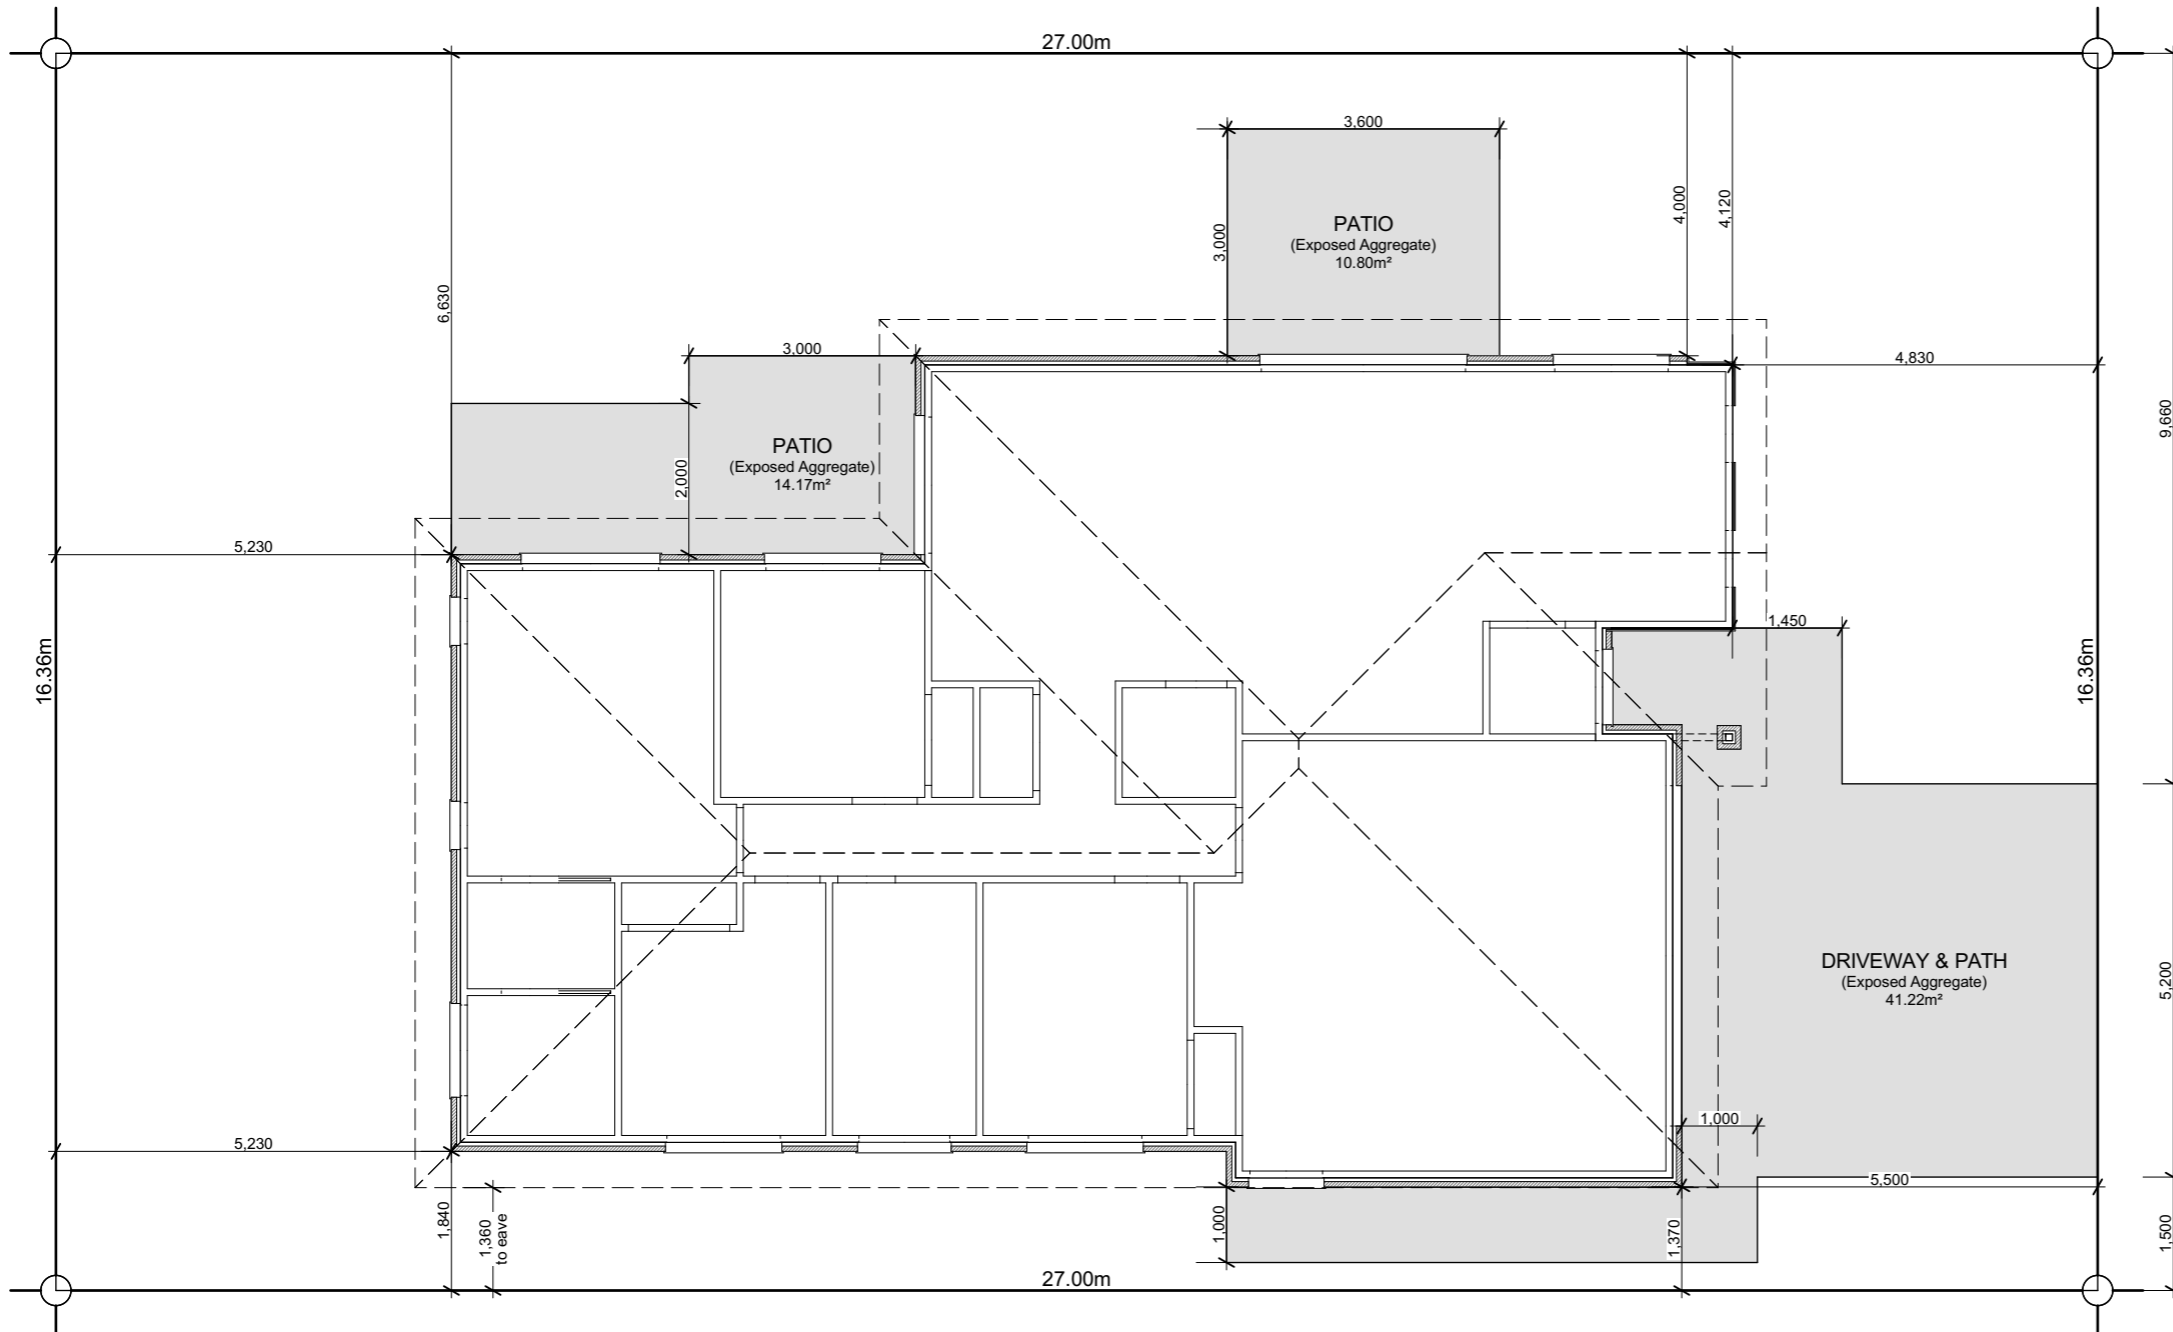 27.00m
3,600
PATIO
(Exposed Aggregate)
10.80m²
3,000
4,000
4,120
6,630
3,000
4,830
9,660
PATIO
(Exposed Aggregate)
14.17m²
2,000
5,230
1,450
16.36m
16.36m
DRIVEWAY & PATH
(Exposed Aggregate)
41.22m²
5,200
1,000
5,230
5,500
1,840
1,360
to eave
1,000
1,370
1,500
27.00m